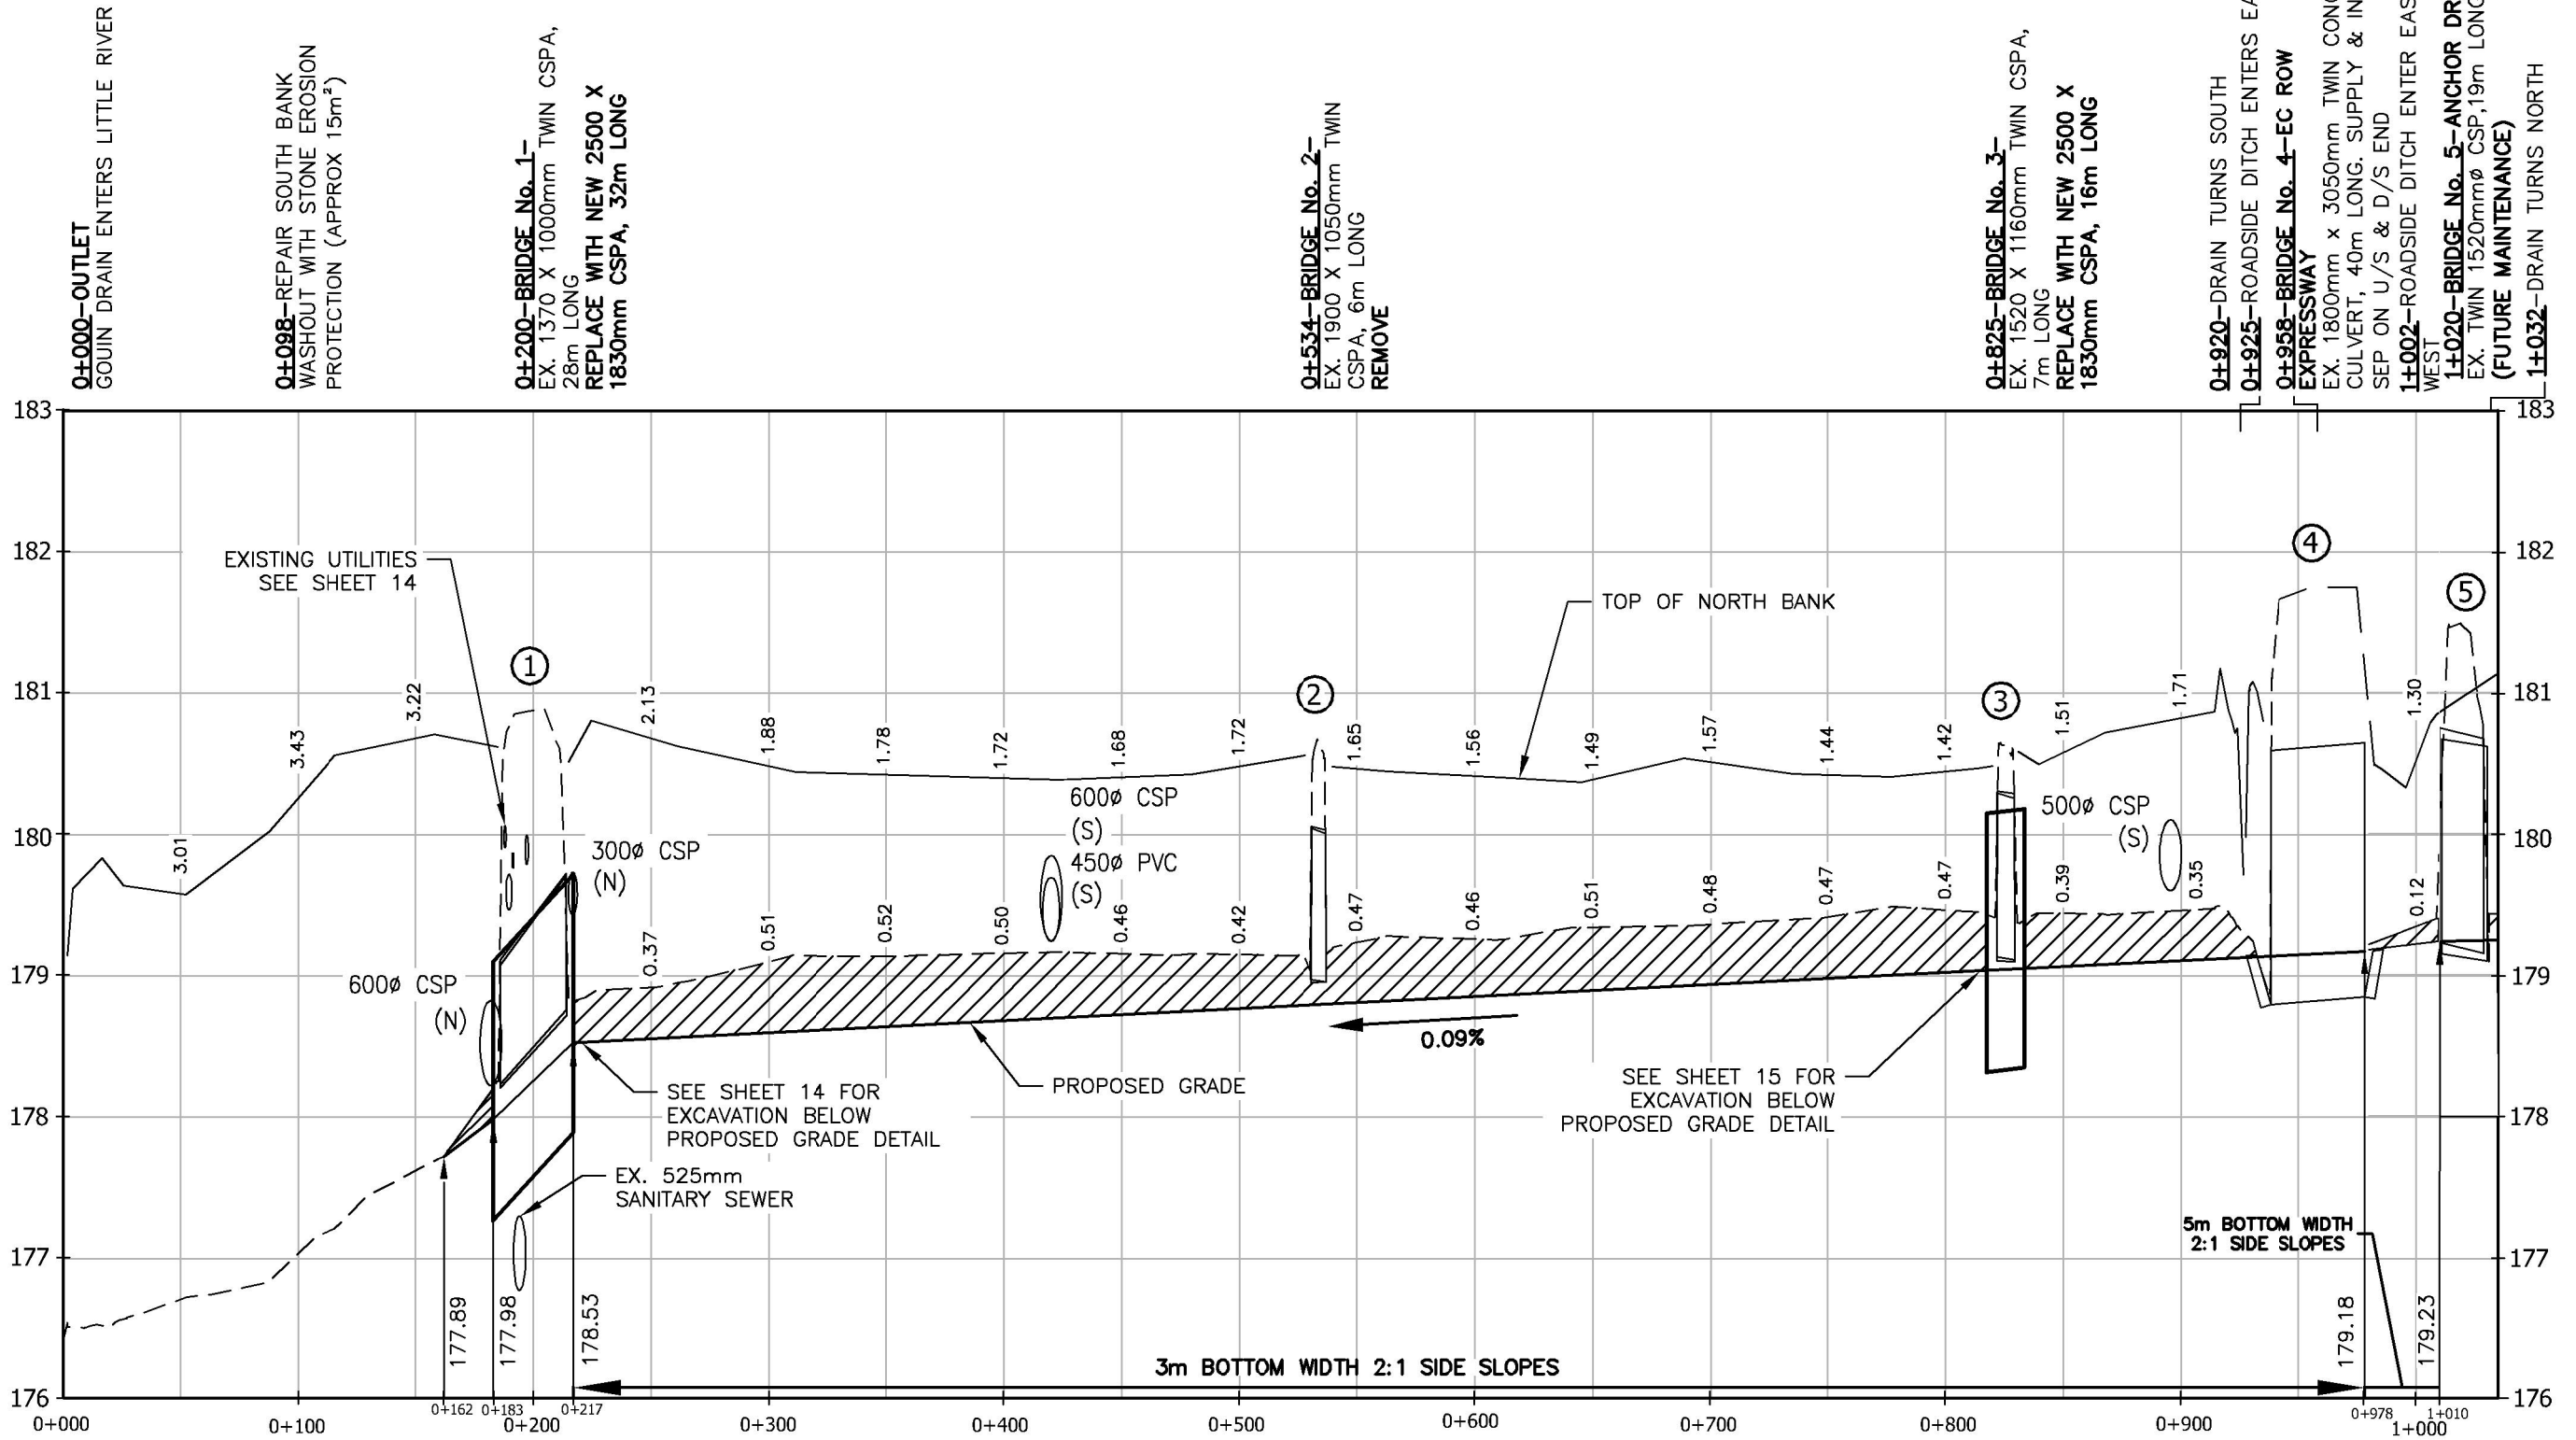 0+000-OUTLET
GOUIN DRAIN ENTERS LITTLE RIVER
0+098-REPAIR SOUTH BANK
WASHOUT WITH STONE EROSION
PROTECTION (APPROX 15m²)
0+200-BRIDGE No. 1-
EX. 1370 X 1000mm TWIN CSPA,
28m LONG
REPLACE WITH NEW 2500 X
1830mm CSPA, 32m LONG
0+534-BRIDGE No. 2-
EX. 1900 X 1050mm TWIN
CSPA, 6m LONG
REMOVE
0+825-BRIDGE No. 3-
EX. 1520 X 1160mm TWIN CSPA,
7m LONG
REPLACE WITH NEW 2500 X
1830mm CSPA, 16m LONG
0+920-DRAIN TURNS SOUTH
0+925-ROADSIDE DITCH ENTERS
0+958-BRIDGE No. 4-EC ROW
EXPRESSWAY
EX. 1800mm x 3050mm TWIN
CULVERT, 40m LONG. SUPPLY &
SEP ON U/S & D/S END
1+002-ROADSIDE DITCH ENTER
WEST
1+020-BRIDGE No. 5-ANCHOR
EX. TWIN 1520mmø CSP,19m LONG
(FUTURE MAINTENANCE)
1+032-DRAIN TURNS NORTH
183
183
182
182
EXISTING UTILITIES
SEE SHEET 14
TOP OF NORTH BANK
1
2
3
4
5
181
181
3.01
3.43
3.22
2.13
1.88
1.78
1.72
1.68
1.72
1.65
1.56
1.49
1.57
1.44
1.42
1.51
1.71
1.30
180
180
300ø CSP
(N)
600ø CSP
(S)
450ø PVC
(S)
500ø CSP
(S)
0.37
0.51
0.52
0.50
0.46
0.42
0.47
0.46
0.51
0.48
0.47
0.47
0.39
0.35
0.12
179
179
600ø CSP
(N)
0.09%
SEE SHEET 14 FOR
EXCAVATION BELOW
PROPOSED GRADE DETAIL
PROPOSED GRADE
SEE SHEET 15 FOR
EXCAVATION BELOW
PROPOSED GRADE DETAIL
178
178
EX. 525mm
SANITARY SEWER
5m BOTTOM WIDTH
2:1 SIDE SLOPES
177
177
177.89
177.98
178.53
179.18
179.23
3m BOTTOM WIDTH 2:1 SIDE SLOPES
176
176
0+000
0+100
0+162
0+183
0+200
0+217
0+300
0+400
0+500
0+600
0+700
0+800
0+900
0+978
1+000
1+010